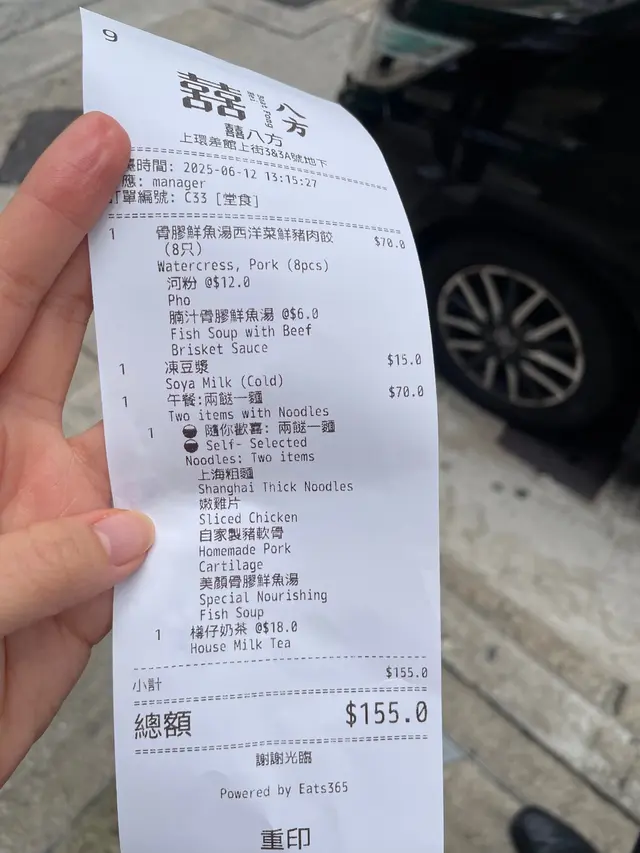 9
囍
八方
囍八方
上環差館上街3&3A號地下
時間: 2025-06-12 13:15:27
應: manager
訂單編號: C33 [堂食]
1 骨膠鮮魚湯西洋菜鮮豬肉餃 $70.0
(8只)
Watercress, Pork (8pcs)
河粉 @$12.0
Pho
腩汁骨膠鮮魚湯 @$6.0
Fish Soup with Beef
Brisket Sauce
1 凍豆漿 $15.0
Soya Milk (Cold)
1 午餐:兩餸一麵 $70.0
Two items with Noodles
1 隨你歡喜: 兩餸一麵
Self- Selected
Noodles: Two items
上海粗麵
Shanghai Thick Noodles
嫩雞片
Sliced Chicken
自家製豬軟骨
Homemade Pork
Cartilage
美顏骨膠鮮魚湯
Special Nourishing
Fish Soup
1 樽仔奶茶 @$18.0
House Milk Tea
小計 $155.0
總額 $155.0
謝謝光臨
Powered by Eats365
重印